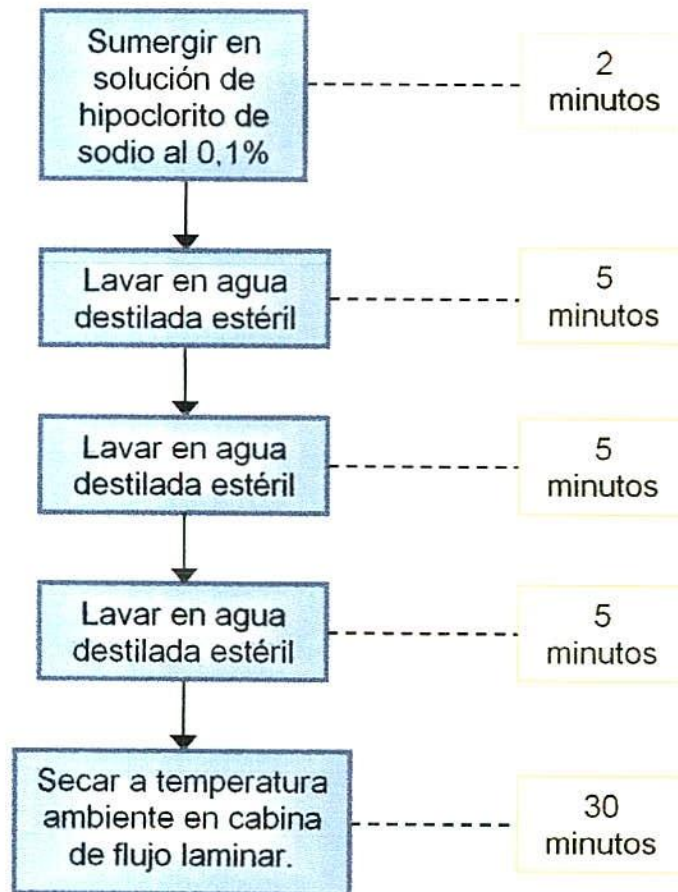 Sumergir en
solución de
hipoclorito de
sodio al 0,1%
2
minutos
Lavar en agua
destilada estéril
5
minutos
Lavar en agua
destilada estéril
5
minutos
Lavar en agua
destilada estéril
5
minutos
Secar a temperatura
ambiente en cabina
de flujo laminar.
30
minutos